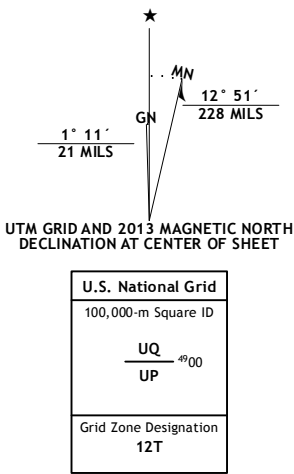 MN
GN
12° 51´
228 MILS
1° 11´
21 MILS
UTM GRID AND 2013 MAGNETIC NORTH
DECLINATION AT CENTER OF SHEET
U.S. National Grid
100,000-m Square ID
UQ
4900
UP
Grid Zone Designation
12T